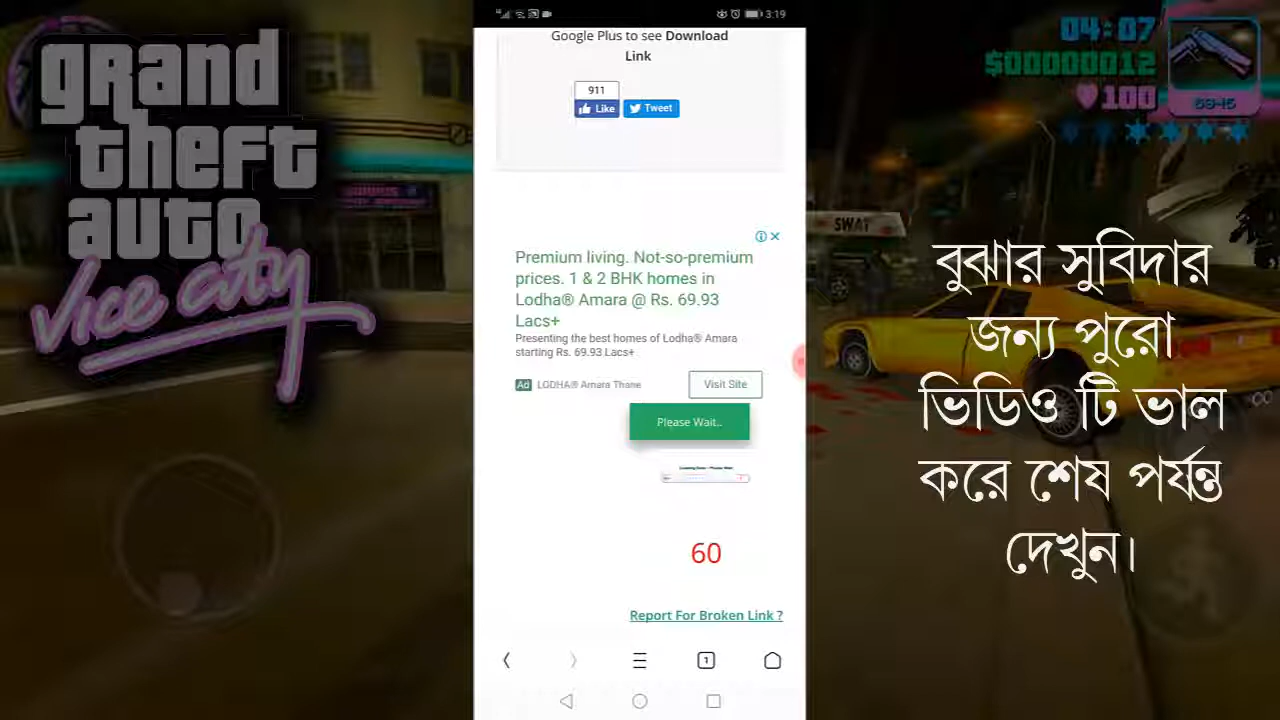 grand
theft
auto
Vice City
3:19
Google Plus to see Download
Link
911
Like
Tweet
Premium living. Not-so-premium
prices. 1 & 2 BHK homes in
Lodha® Amara @ Rs. 69.93
Lacs+
Presenting the best homes of Lodha® Amara
starting Rs. 69.93 Lacs+
Ad LODHA® Amara Thane
Visit Site
Please Wait..
60
Report For Broken Link ?
1
04:07
$00000012
100
SWAT
বুঝার সুবিদার
জন্য পুরো
ভিডিও টি ভাল
করে শেষ পর্যন্ত
দেখুন।